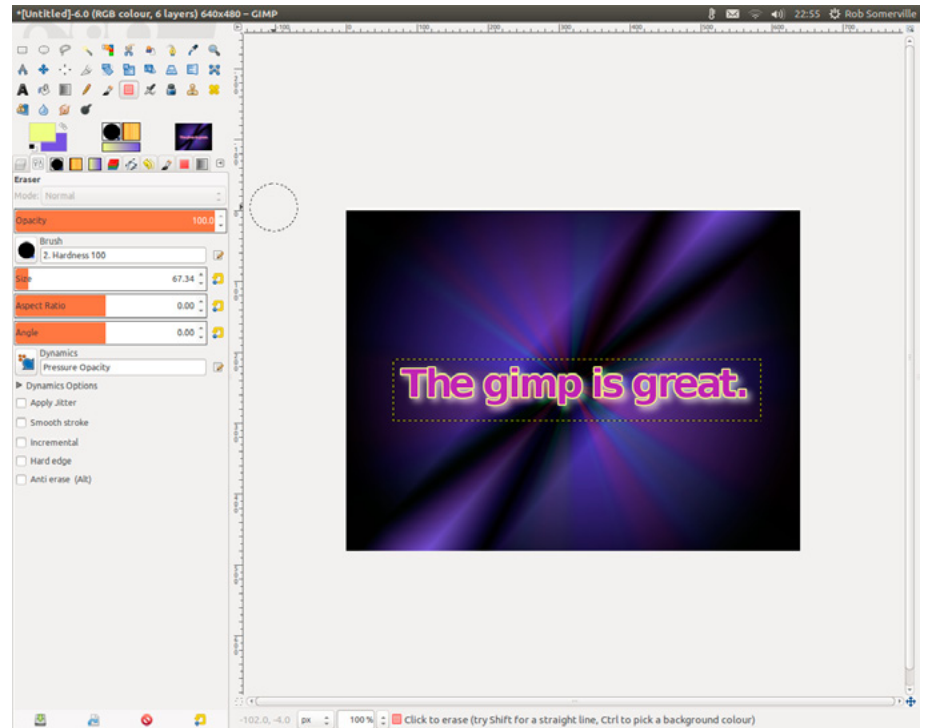 *[Untitled]-6.0 (RGB colour, 6 layers) 640x480 – GIMP
22:55 Rob Somerville
Eraser
Mode: Normal
Opacity 100.0
Brush
2. Hardness 100
Size 67.34
Aspect Ratio 0.00
Angle 0.00
Dynamics
Pressure Opacity
Dynamics Options
Apply Jitter
Smooth stroke
Incremental
Hard edge
Anti erase (Alt)
The gimp is great.
-102.0, -4.0 px 100 % Click to erase (try Shift for a straight line, Ctrl to pick a background colour)